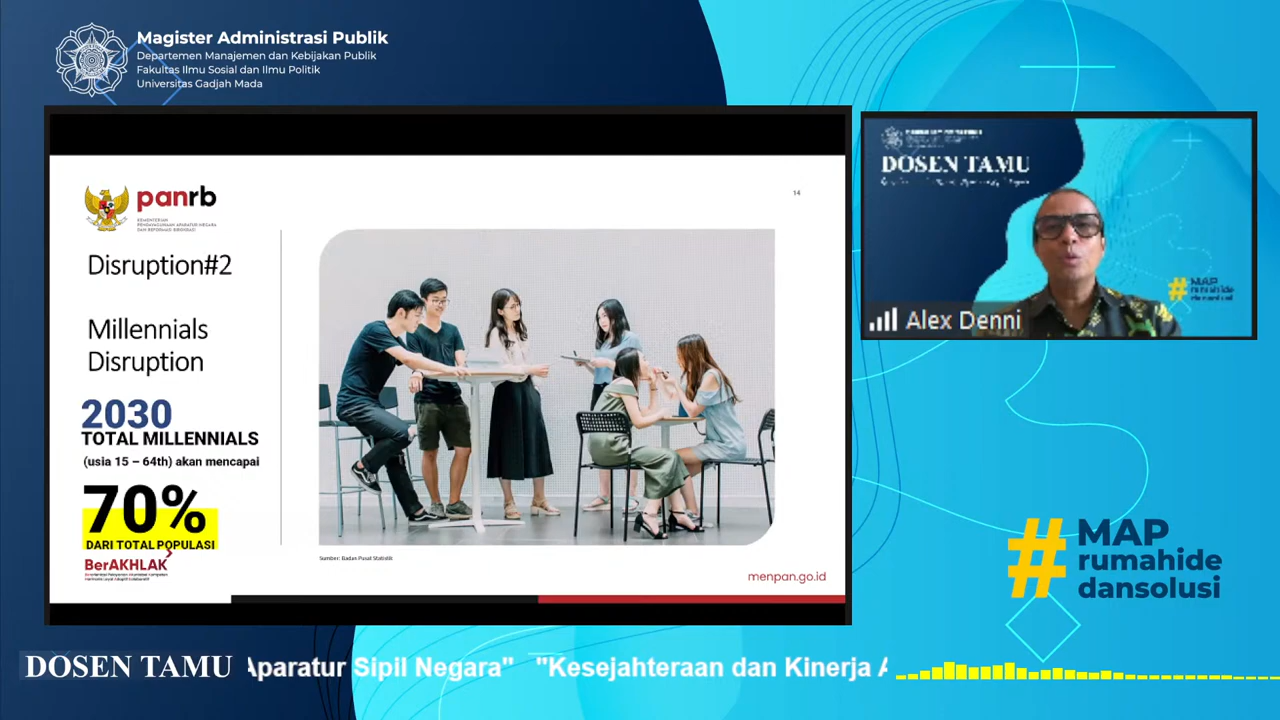 Magister Administrasi Publik
Departemen Manajemen dan Kebijakan Publik
Fakultas Ilmu Sosial dan Ilmu Politik
Universitas Gadjah Mada
panrb
KEMENTERIAN
PENDAYAGUNAAN APARATUR NEGARA
DAN REFORMASI BIROKRASI
14
Disruption#2
Millennials
Disruption
2030
TOTAL MILLENNIALS
(usia 15 – 64th) akan mencapai
70%
DARI TOTAL POPULASI
BerAKHLAK
Sumber: Badan Pusat Statistik
menpan.go.id
DOSEN TAMU
# MAP
rumahide
dansolusi
Alex Denni
# MAP
rumahide
dansolusi
DOSEN TAMU
Aparatur Sipil Negara" "Kesejahteraan dan Kinerja A